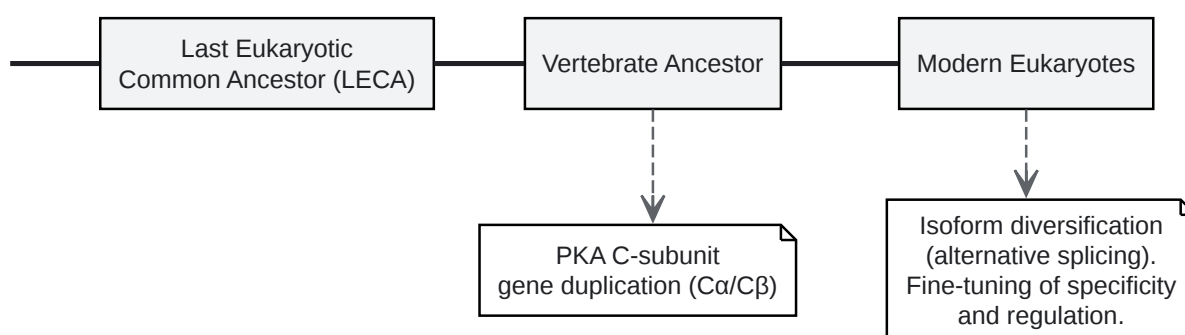 Last Eukaryotic
Common Ancestor (LECA)
Vertebrate Ancestor
Modern Eukaryotes
PKA C-subunit
gene duplication (Cα/Cβ)
Isoform diversification
(alternative splicing).
Fine-tuning of specificity
and regulation.